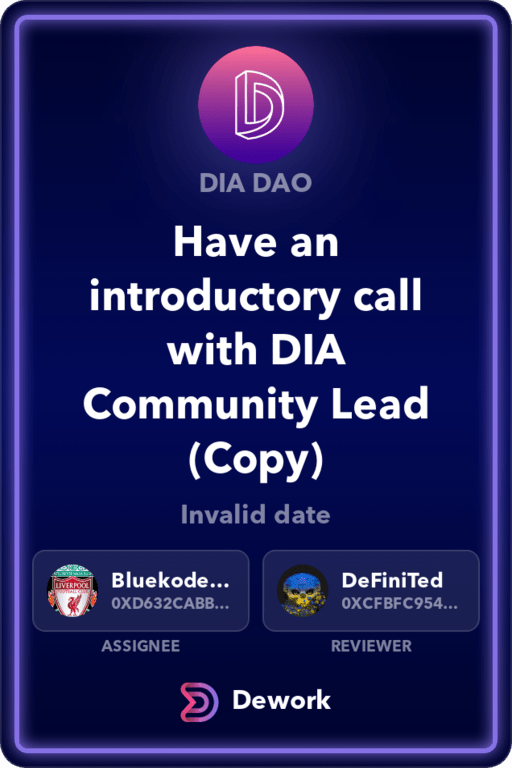 DIA DAO
Have an
introductory call
with DIA
Community Lead
(Copy)
Invalid date
Bluekode...
0XD632CABB...
DeFiniTed
0XCFBFC954...
LIVERPOOL
ASSIGNEE
REVIEWER
Dework